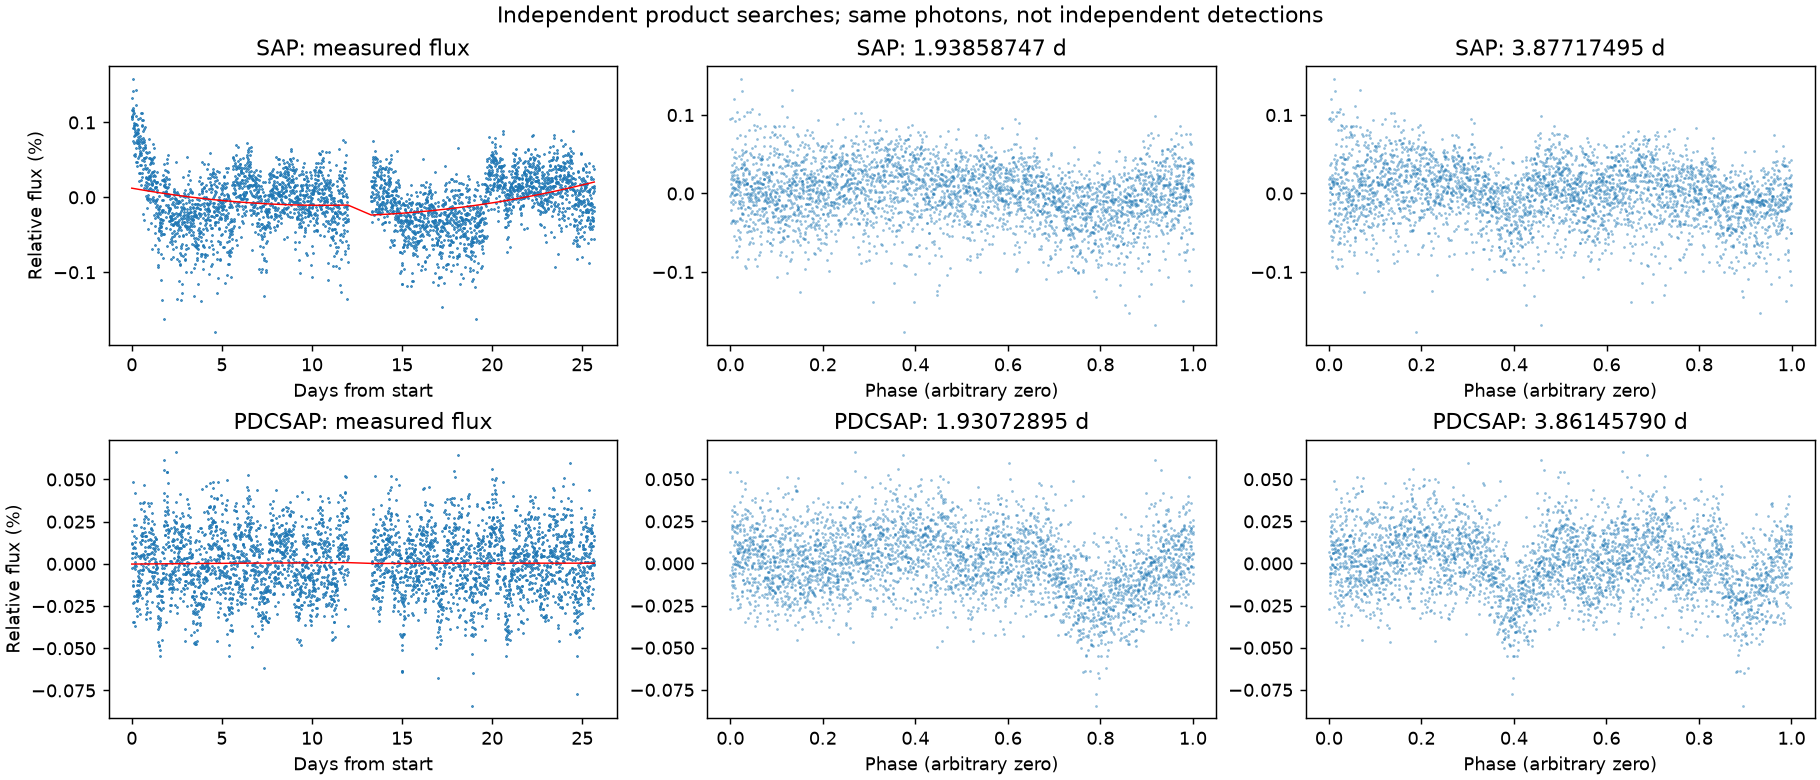 Independent product searches; same photons, not independent detections
SAP: measured flux
SAP: 1.93858747 d
SAP: 3.87717495 d
Relative flux (%)
0.1
0.0
−0.1
0.1
0.0
−0.1
0.1
0.0
−0.1
0 5 10 15 20 25
0.0 0.2 0.4 0.6 0.8 1.0
0.0 0.2 0.4 0.6 0.8 1.0
Days from start
Phase (arbitrary zero)
Phase (arbitrary zero)
PDCSAP: measured flux
PDCSAP: 1.93072895 d
PDCSAP: 3.86145790 d
Relative flux (%)
0.050
0.025
0.000
−0.025
−0.050
−0.075
0.050
0.025
0.000
−0.025
−0.050
−0.075
0.050
0.025
0.000
−0.025
−0.050
−0.075
0 5 10 15 20 25
0.0 0.2 0.4 0.6 0.8 1.0
0.0 0.2 0.4 0.6 0.8 1.0
Days from start
Phase (arbitrary zero)
Phase (arbitrary zero)